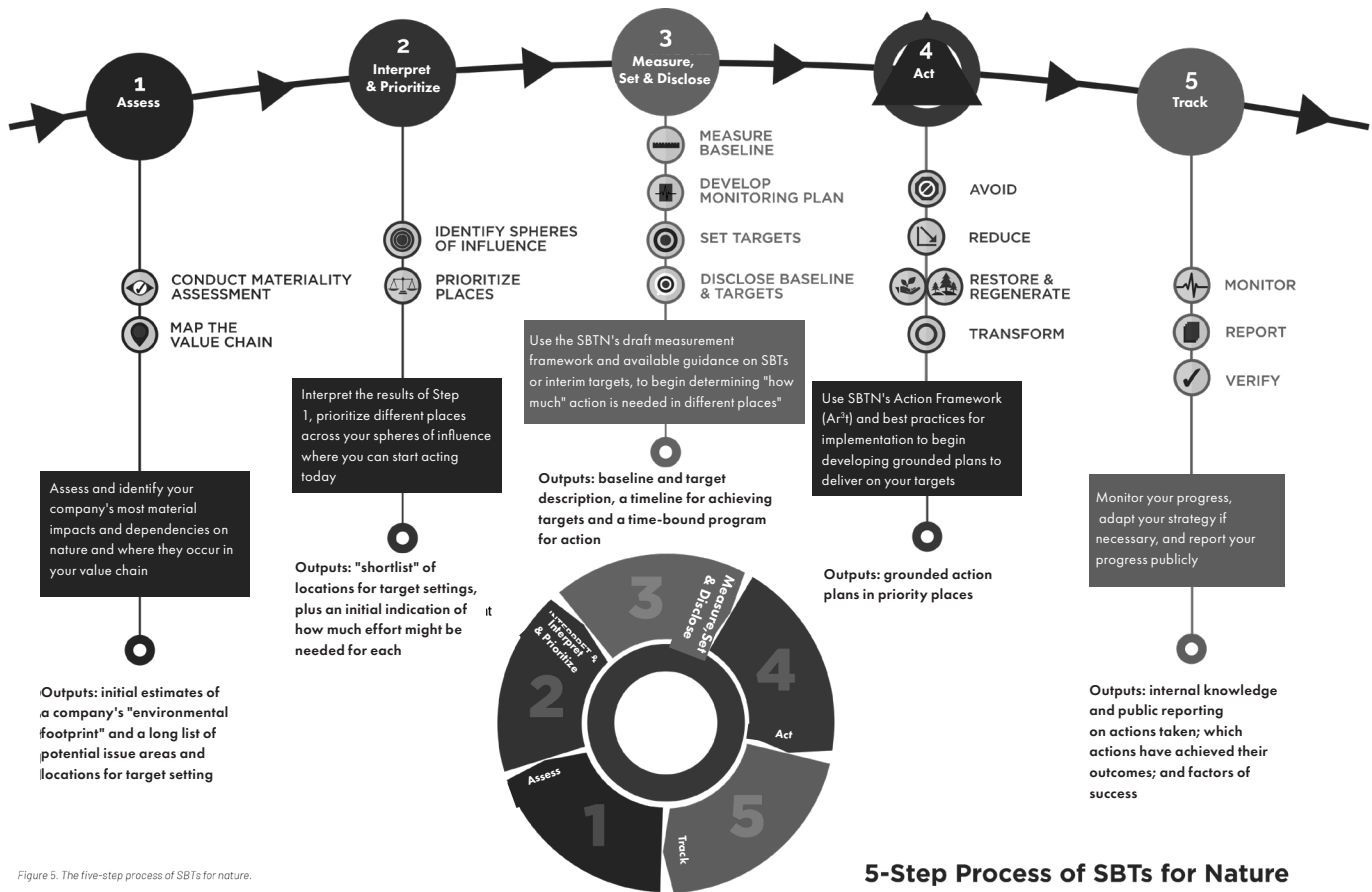 1
Assess
2
Interpret
& Prioritize
3
Measure,
Set & Disclose
4
Act
5
Track
CONDUCT MATERIALITY
ASSESSMENT
MAP THE
VALUE CHAIN
Assess and identify your
company's most material
impacts and dependencies on
nature and where they occur in
your value chain
Outputs: initial estimates of
a company's "environmental
footprint" and a long list of
potential issue areas and
locations for target setting
IDENTIFY SPHERES
OF INFLUENCE
PRIORITIZE
PLACES
Interpret the results of Step
1, prioritize different places
across your spheres of influence
where you can start acting
today
Outputs: "shortlist" of
locations for target settings,
plus an initial indication of
how much effort might be
needed for each
MEASURE
BASELINE
DEVELOP
MONITORING PLAN
SET TARGETS
DISCLOSE BASELINE
& TARGETS
Use the SBTN's draft measurement
framework and available guidance on SBTs
or interim targets, to begin determining "how
much" action is needed in different places"
Outputs: baseline and target
description, a timeline for achieving
targets and a time-bound program
for action
AVOID
REDUCE
RESTORE &
REGENERATE
TRANSFORM
Use SBTN's Action Framework
(Ar³t) and best practices for
implementation to begin
developing grounded plans to
deliver on your targets
Outputs: grounded action
plans in priority places
MONITOR
REPORT
VERIFY
Monitor your progress,
adapt your strategy if
necessary, and report your
progress publicly
Outputs: internal knowledge
and public reporting
on actions taken; which
actions have achieved their
outcomes; and factors of
success
1
Assess
2
Interpret
& Prioritize
3
Measure, Set
& Disclose
4
Act
5
Track
Figure 5. The five-step process of SBTs for nature.
5-Step Process of SBTs for Nature